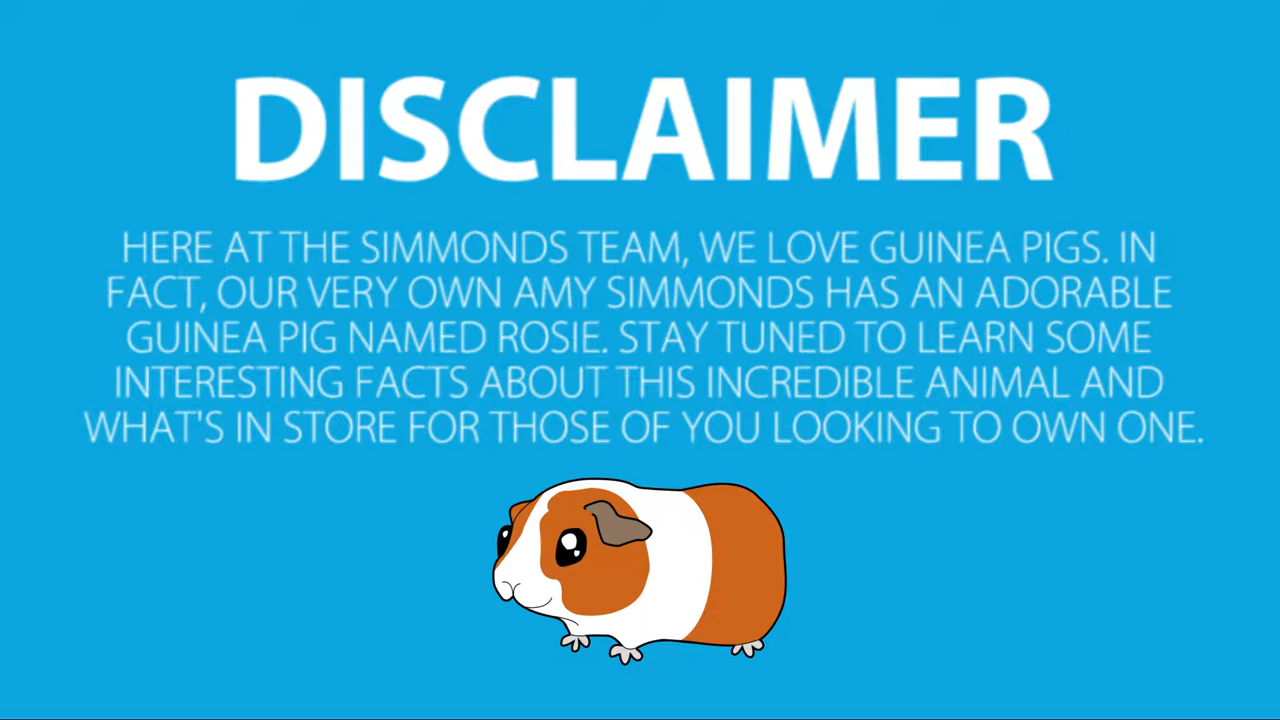 DISCLAIMER
HERE AT THE SIMMONDS TEAM, WE LOVE GUINEA PIGS. IN
FACT, OUR VERY OWN AMY SIMMONDS HAS AN ADORABLE
GUINEA PIG NAMED ROSIE. STAY TUNED TO LEARN SOME
INTERESTING FACTS ABOUT THIS INCREDIBLE ANIMAL AND
WHAT'S IN STORE FOR THOSE OF YOU LOOKING TO OWN ONE.